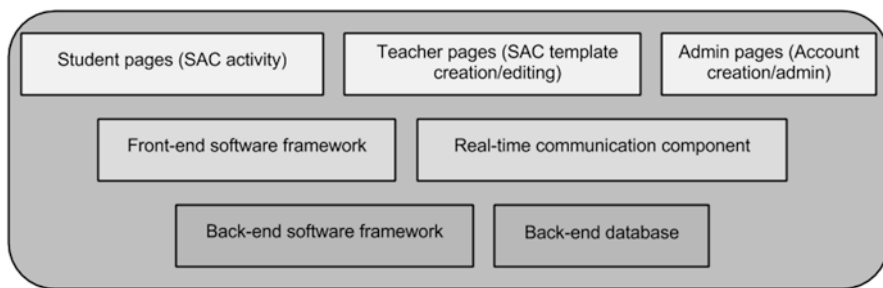 Student pages (SAC activity)
Teacher pages (SAC template
creation/editing)
Admin pages (Account
creation/admin)
Front-end software framework
Real-time communication component
Back-end software framework
Back-end database